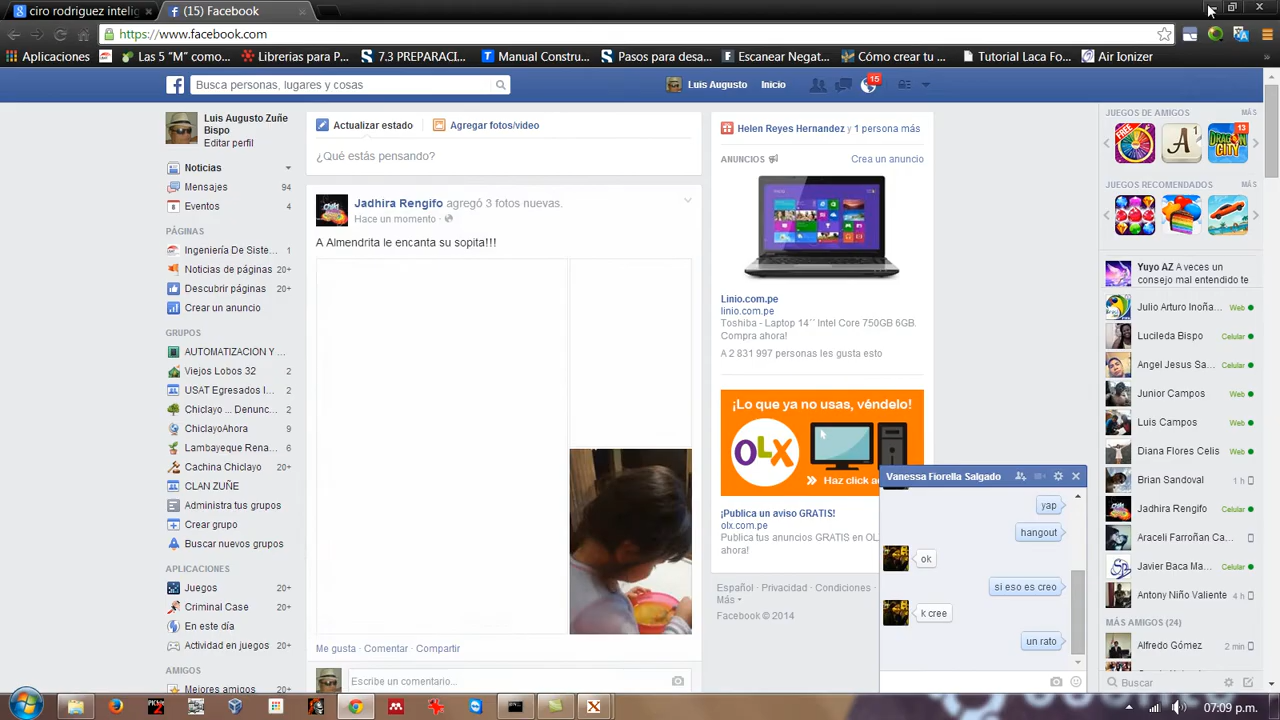 ciro rodriguez intelig
(15) Facebook
https://www.facebook.com
Aplicaciones
Las 5 “M” como...
Librerias para P...
7.3 PREPARACI...
Manual Constru...
Pasos para desa...
Escanear Negat...
Cómo crear tu ...
Tutorial Laca Fo...
Air Ionizer
Busca personas, lugares y cosas
Luis Augusto
Inicio
15
Luis Augusto Zuñe
Bispo
Editar perfil
Noticias
Mensajes 94
Eventos 4
PÁGINAS
Ingeniería De Siste... 1
Noticias de páginas 20+
Descubrir páginas 20+
Crear un anuncio
GRUPOS
AUTOMATIZACION Y ...
Viejos Lobos 32 2
USAT Egresados I... 2
Chiclayo ... Denunc... 2
ChiclayoAhora 9
Lambayeque Rena... 6
Cachina Chiclayo 20+
CLAN ZUÑE
Administra tus grupos
Crear grupo
Buscar nuevos grupos
APLICACIONES
Juegos 20+
Criminal Case 20+
En este día
Actividad en juegos 20+
AMIGOS
Mejores amigos 20+
Actualizar estado
Agregar fotos/video
¿Qué estás pensando?
Jadhira Rengifo agregó 3 fotos nuevas.
Hace un momento ·
A Almendrita le encanta su sopita!!!
Me gusta · Comentar · Compartir
Escribe un comentario...
Helen Reyes Hernandez y 1 persona más
ANUNCIOS
Crea un anuncio
Linio.com.pe
linio.com.pe
Toshiba - Laptop 14´´ Intel Core 750GB 6GB.
Compra ahora!
A 2 831 997 personas les gusta esto
¡Lo que ya no usas, véndelo!
OLX
Haz click a
¡Publica un aviso GRATIS!
olx.com.pe
Publica tus anuncios GRATIS en OL
ahora!
Español · Privacidad · Condiciones ·
Más
Facebook © 2014
Vanessa Fiorella Salgado
yap
hangout
ok
si eso es creo
k cree
un rato
JUEGOS DE AMIGOS MÁS
FREE
A
DRAGON CITY
13
JUEGOS RECOMENDADOS MÁS
Yuyo AZ A veces un
consejo mal entendido te
Julio Arturo Inoña... Web
Lucileda Bispo Celular
Angel Jesus Sa... Celular
Junior Campos Web
Luis Campos Web
Diana Flores Celis Web
Brian Sandoval 1 h
Jadhira Rengifo Celular
Araceli Farroñan Ca...
Javier Baca Ma... Celular
Antony Niño Valiente 4 h
MÁS AMIGOS (24)
Alfredo Gómez 2 min
Buscar
07:09 p.m.